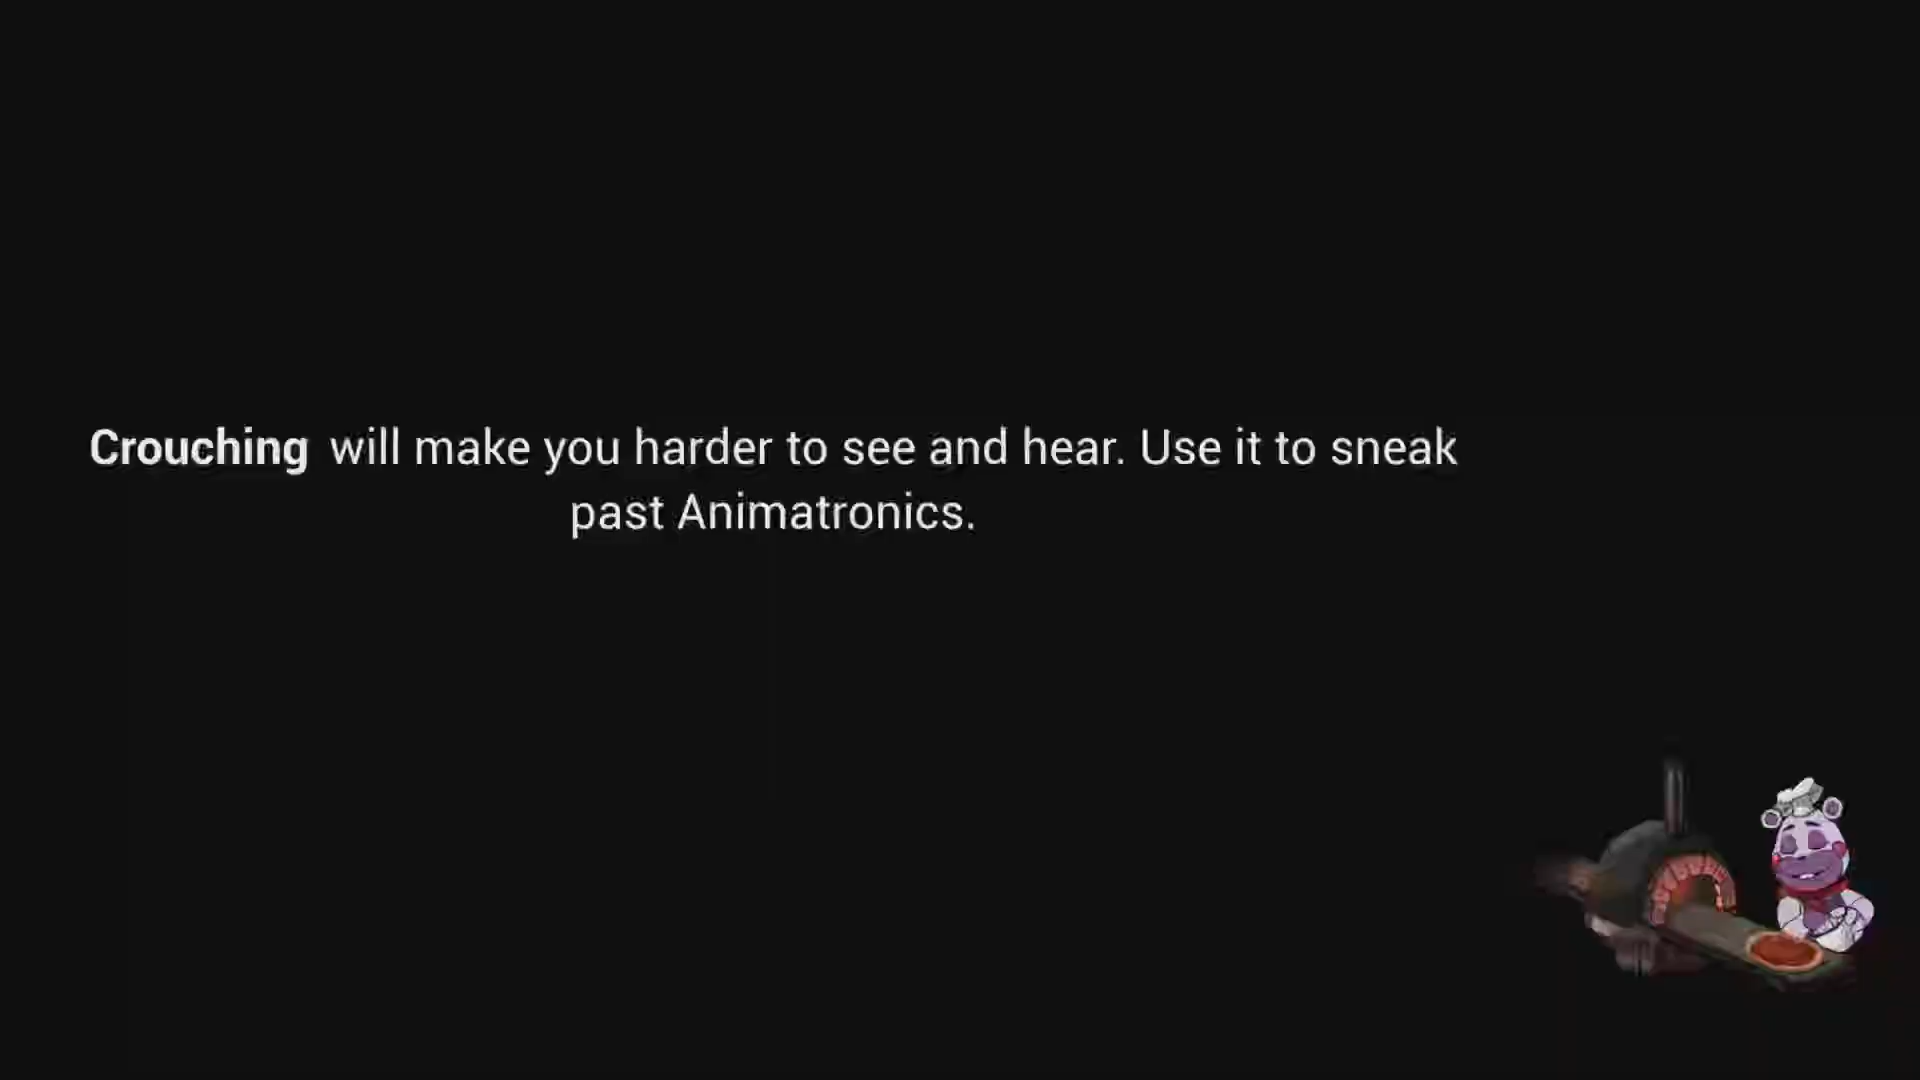 Crouching will make you harder to see and hear. Use it to sneak
past Animatronics.